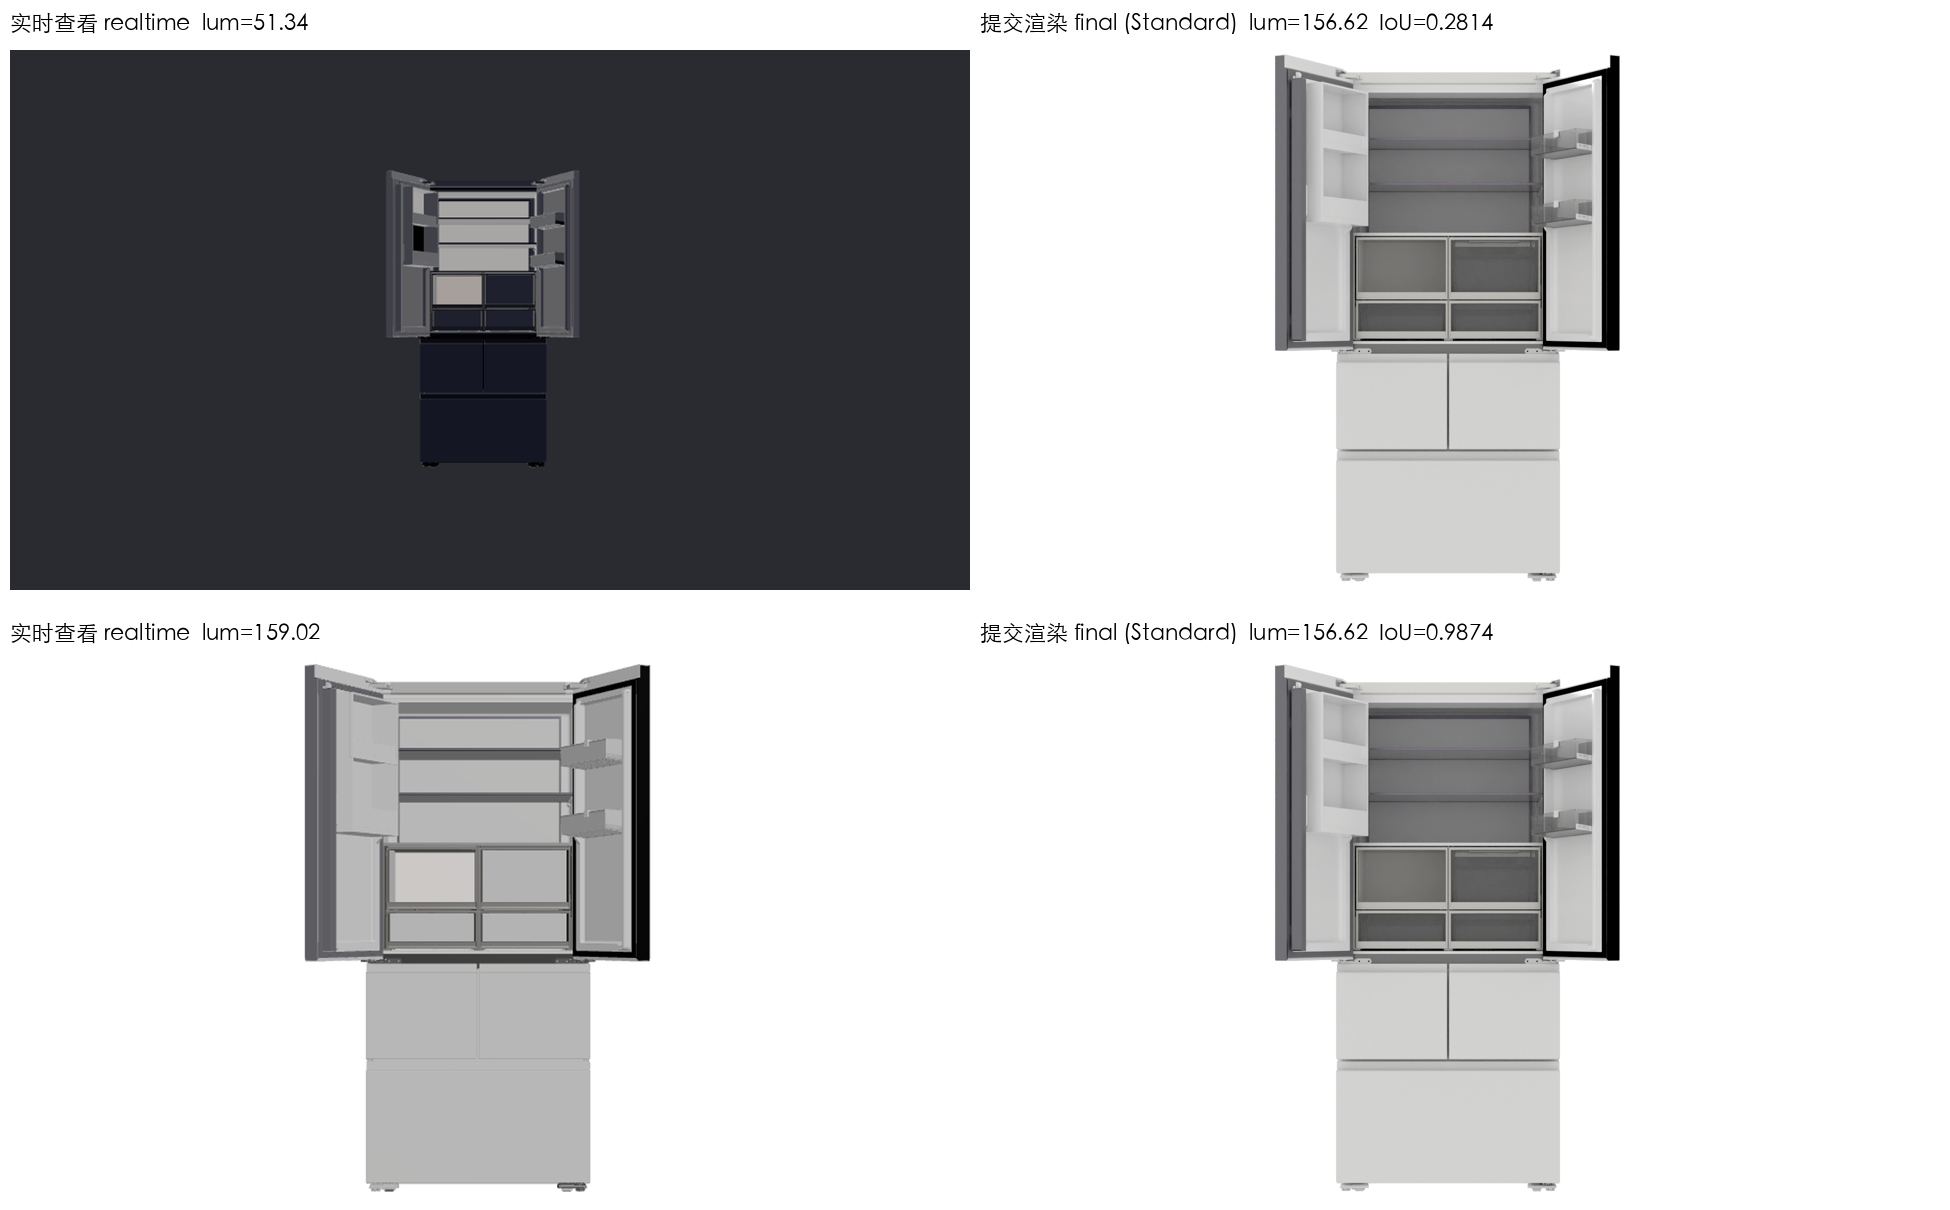 实时查看 realtime  lum=51.34
提交渲染 final (Standard)  lum=156.62  IoU=0.2814
实时查看 realtime  lum=159.02
提交渲染 final (Standard)  lum=156.62  IoU=0.9874